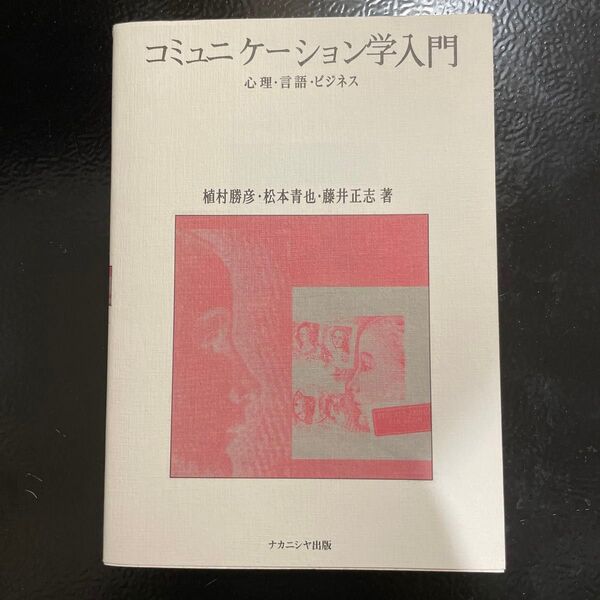 コミュニケーション学入門
心理・言語・ビジネス
植村勝彦・松本青也・藤井正志 著
ナカニシヤ出版